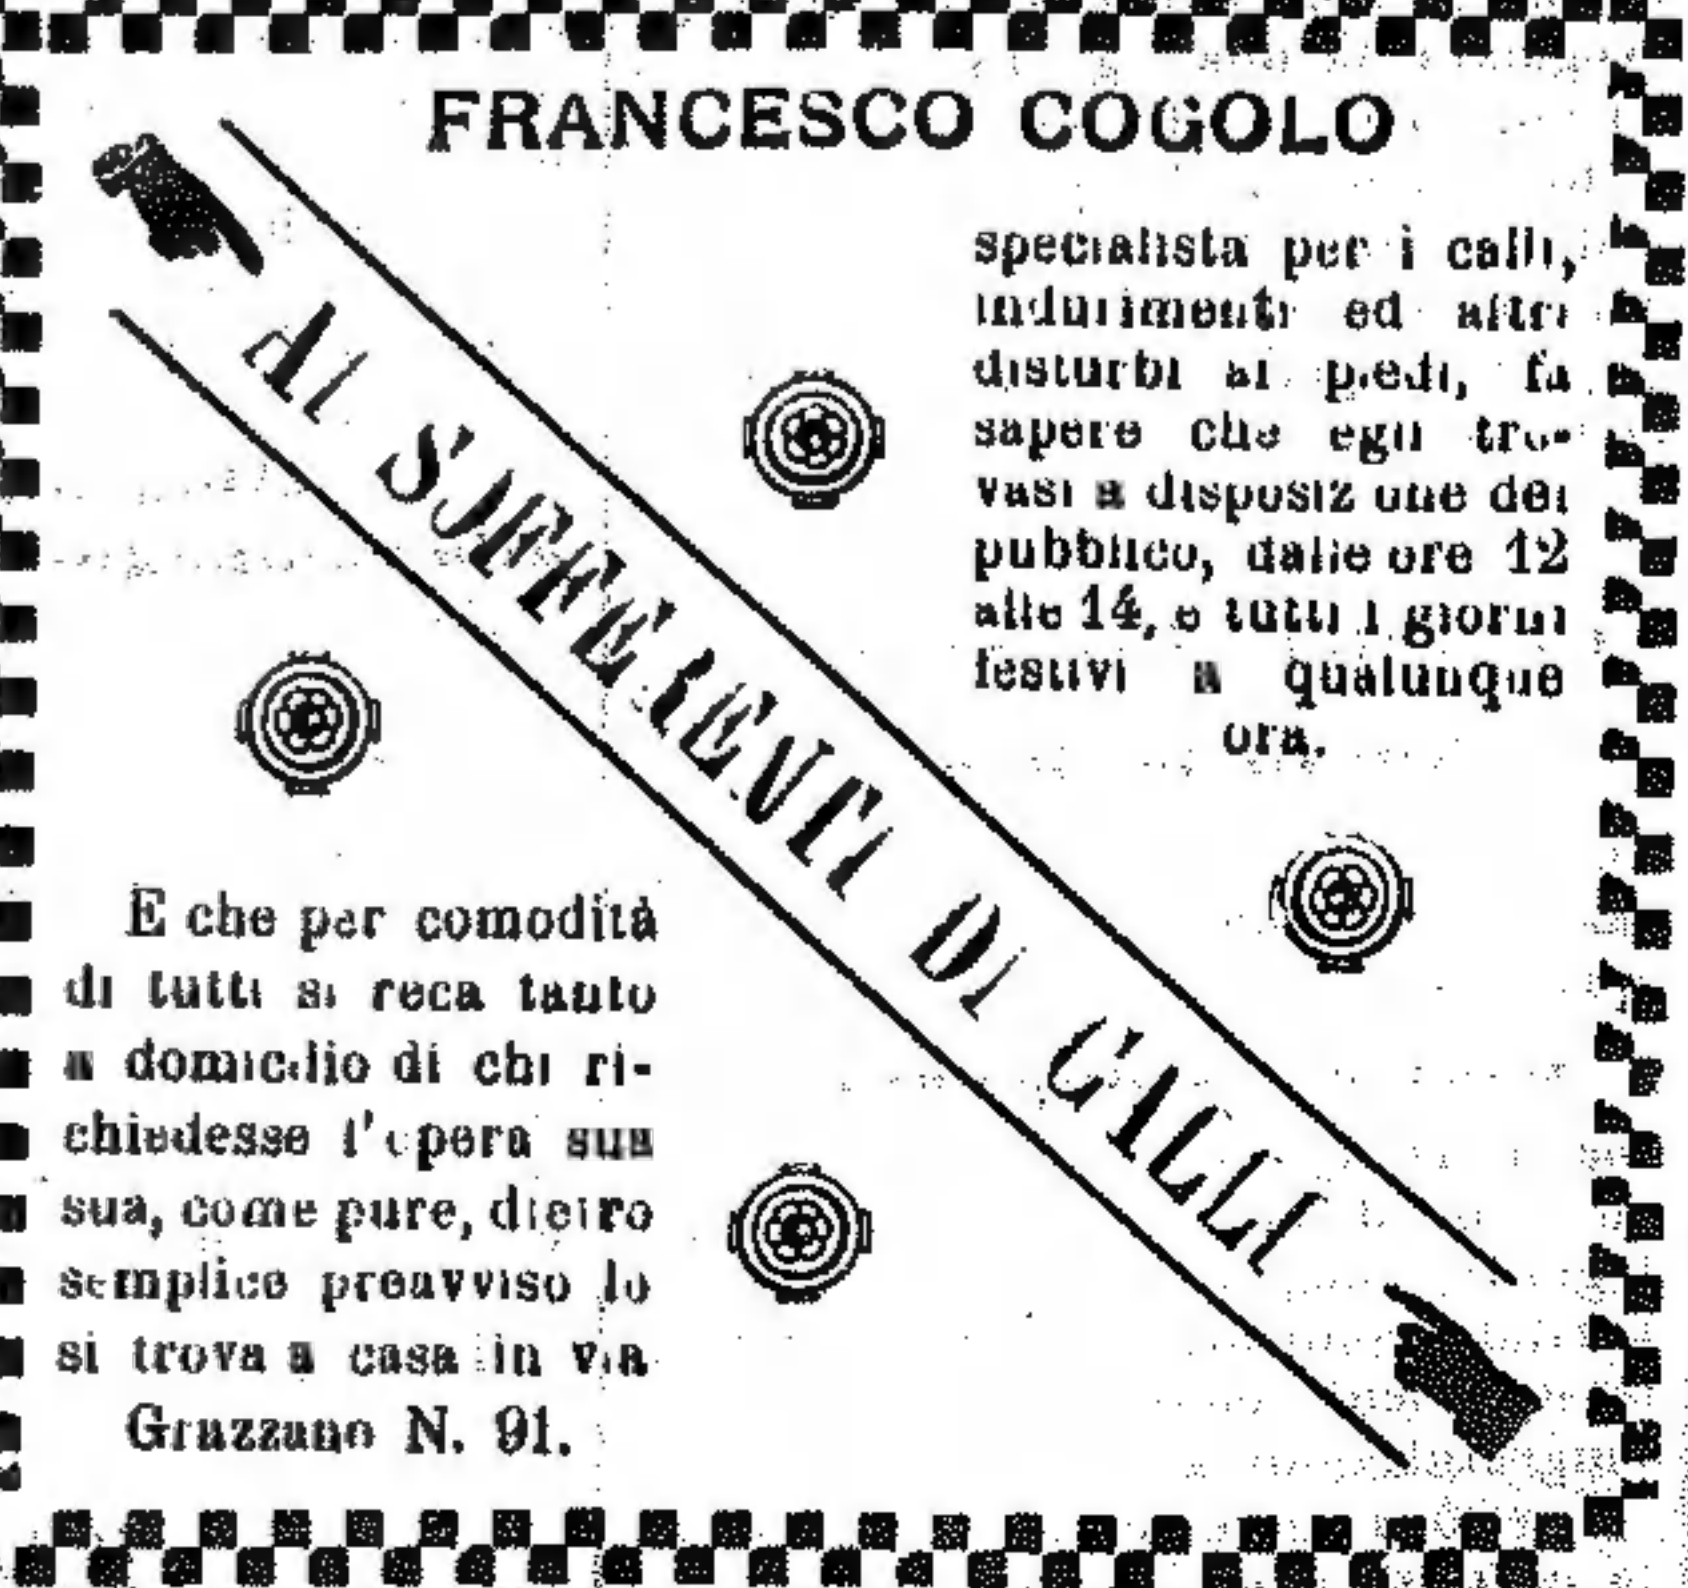 FRANCESCO COGOLO
AI SOFFERENTI DI CALLI
specialista per i calli,
indurimenti ed altri
disturbi ai piedi, fa
sapere che egli tro-
vasi a disposizione del
pubblico, dalle ore 12
alle 14, e tutti i giorni
festivi a qualunque
ora.
E che per comodità
di tutti si reca tanto
a domicilio di chi ri-
chiedesse l'opera sua
sua, come pure, dietro
semplice preavviso lo
si trova a casa in via
Grazzano N. 91.